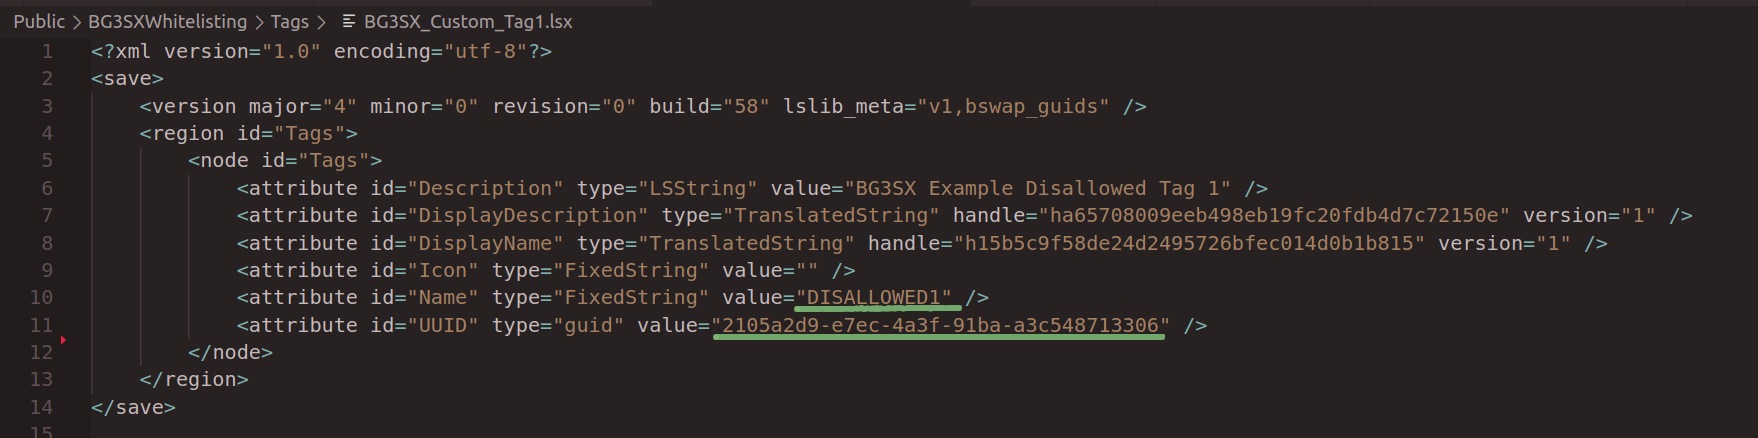 Public > BG3SXWhitelisting > Tags > BG3SX_Custom_Tag1.lsx
1 <?xml version="1.0" encoding="utf-8"?>
2 <save>
3 <version major="4" minor="0" revision="0" build="58" lslib_meta="v1,bswap_guids" />
4 <region id="Tags">
5 <node id="Tags">
6 <attribute id="Description" type="LSString" value="BG3SX Example Disallowed Tag 1" />
7 <attribute id="DisplayDescription" type="TranslatedString" handle="ha65708009eeb498eb19fc20fdb4d7c72150e" version="1" />
8 <attribute id="DisplayName" type="TranslatedString" handle="h15b5c9f58de24d2495726bfec014d0b1b815" version="1" />
9 <attribute id="Icon" type="FixedString" value="" />
10 <attribute id="Name" type="FixedString" value="DISALLOWED1" />
11 <attribute id="UUID" type="guid" value="2105a2d9-e7ec-4a3f-91ba-a3c548713306" />
12 </node>
13 </region>
14 </save>
15